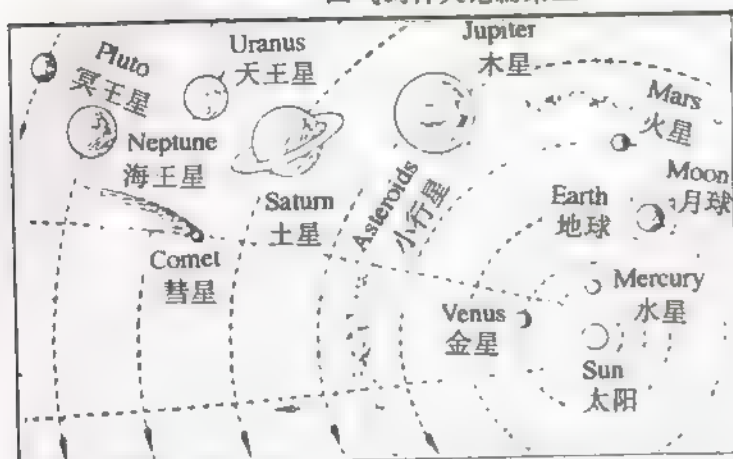 Pluto
冥王星
Uranus
天王星
Jupiter
木星
Mars
火星
Neptune
海王星
Saturn
土星
Asteroids
小行星
Moon
月球
Earth
地球
Comet
彗星
Mercury
水星
Venus
金星
Sun
太阳